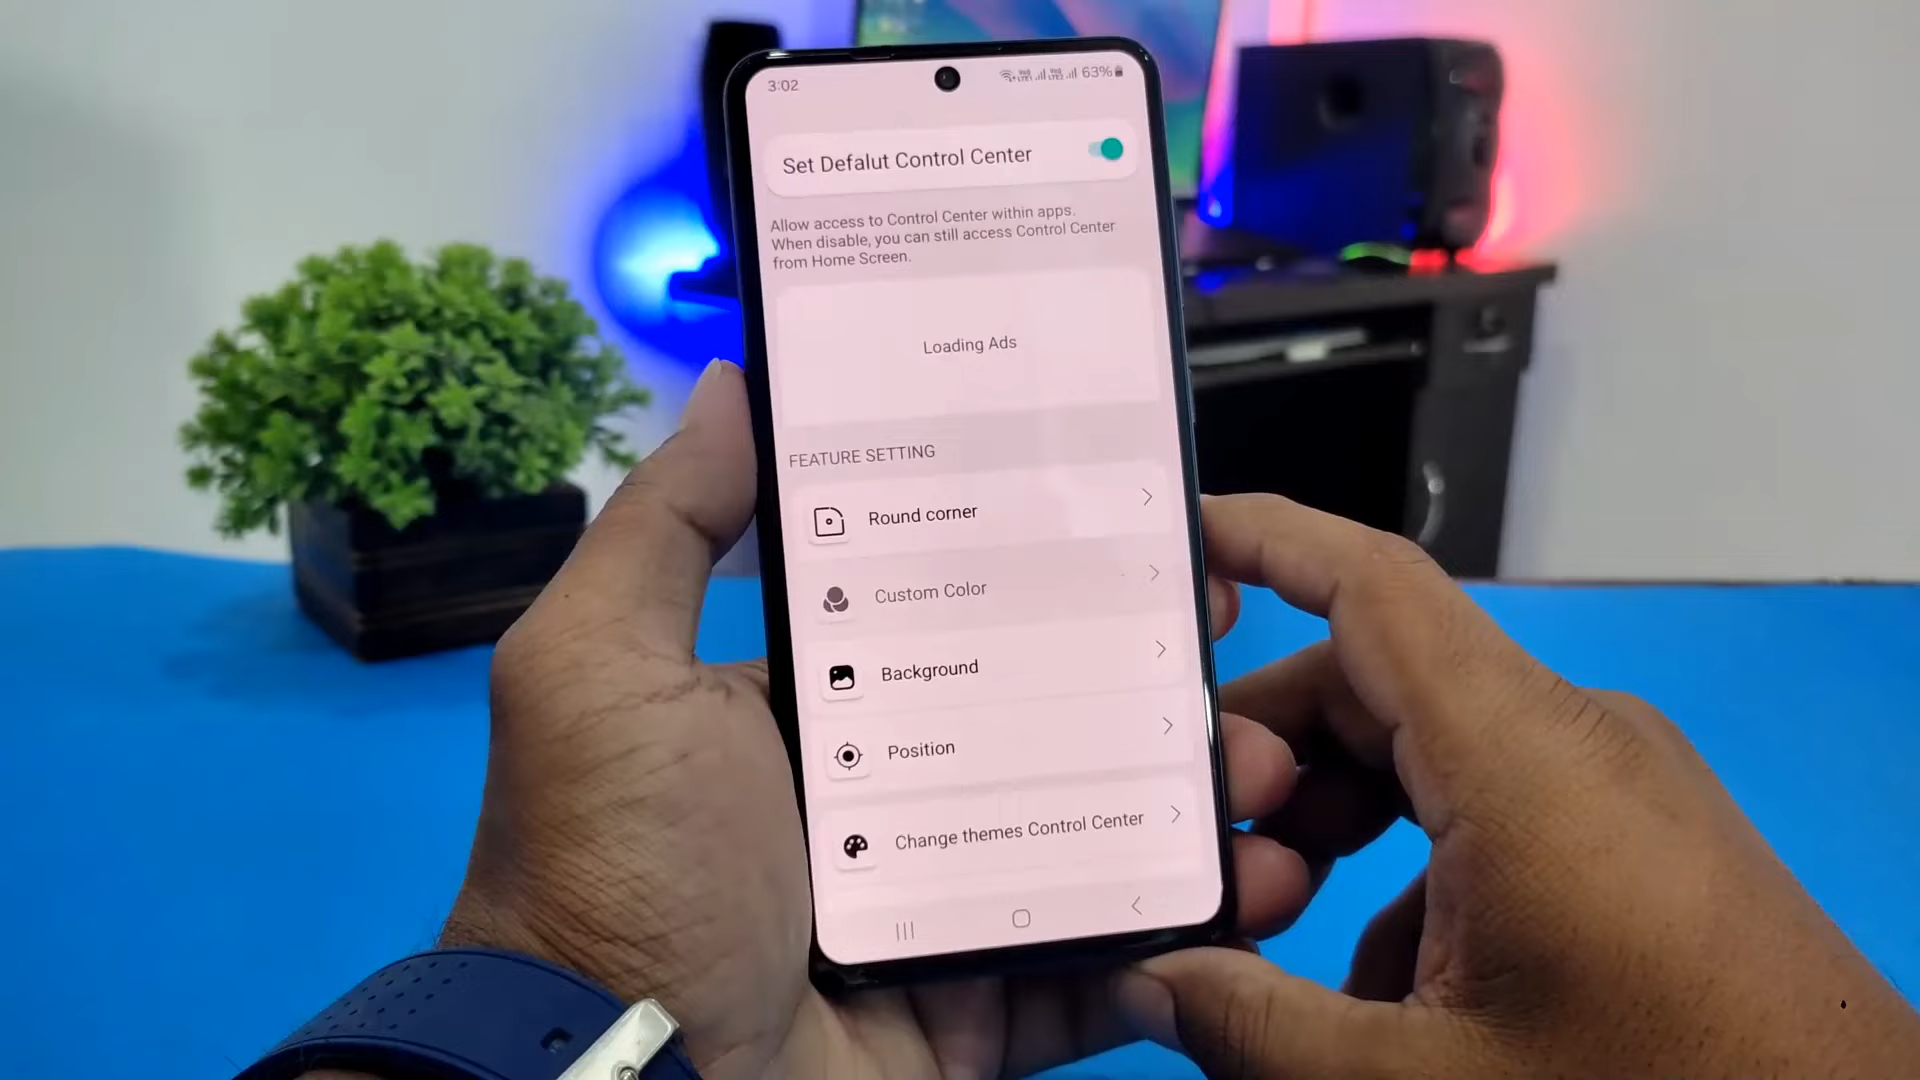 3:02
63%
Set Defalut Control Center
Allow access to Control Center within apps.
When disable, you can still access Control Center
from Home Screen.
Loading Ads
FEATURE SETTING
Round corner
Custom Color
Background
Position
Change themes Control Center